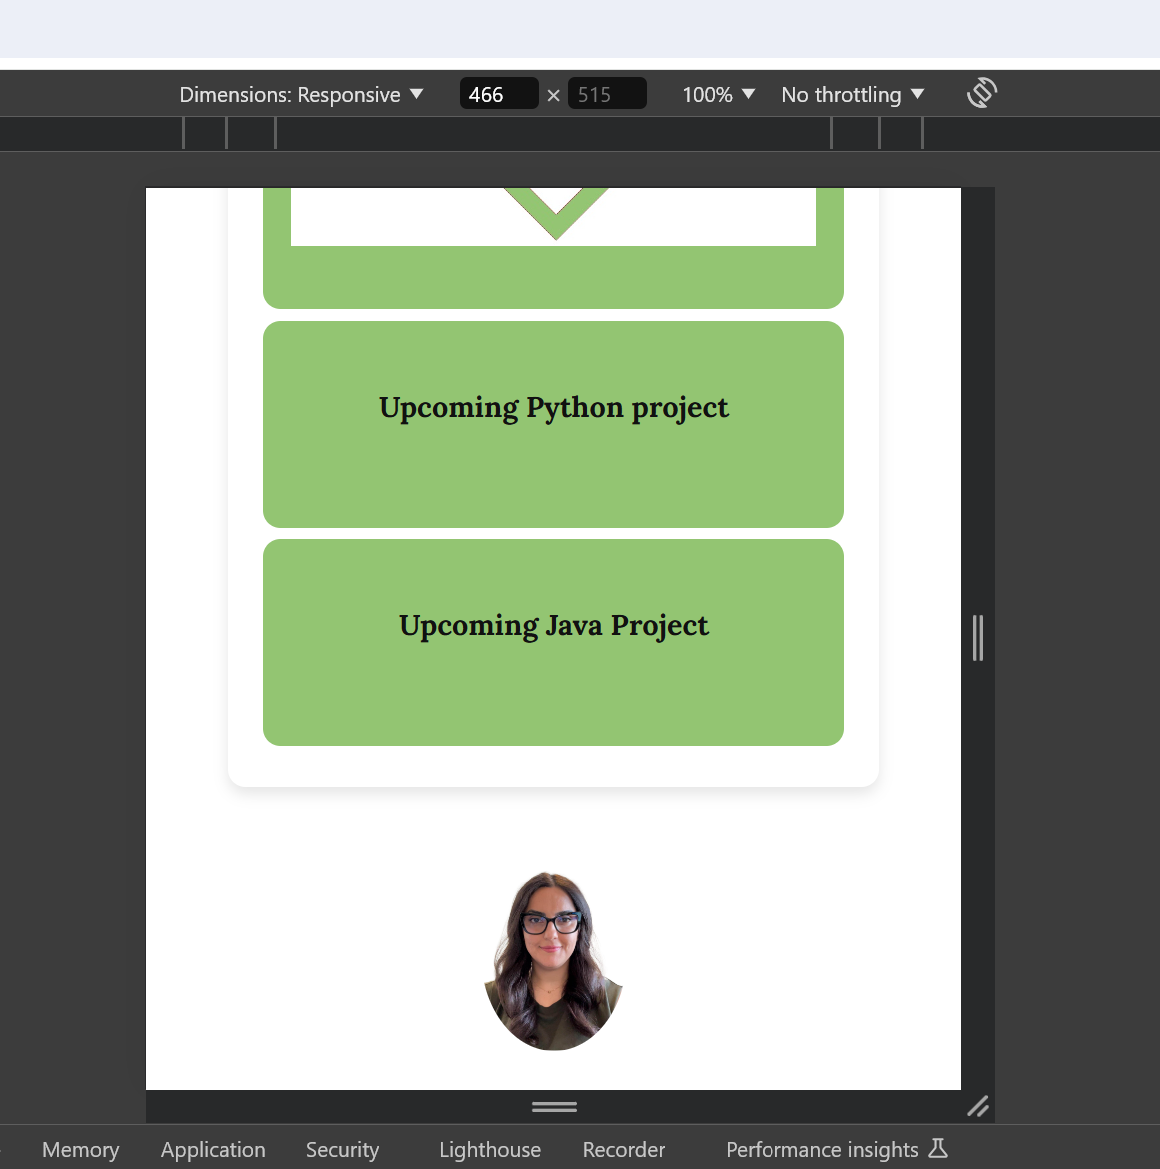 Dimensions: Responsive ▼ 466 × 515 100% ▼ No throttling ▼
Upcoming Python project
Upcoming Java Project
Memory Application Security Lighthouse Recorder Performance insights